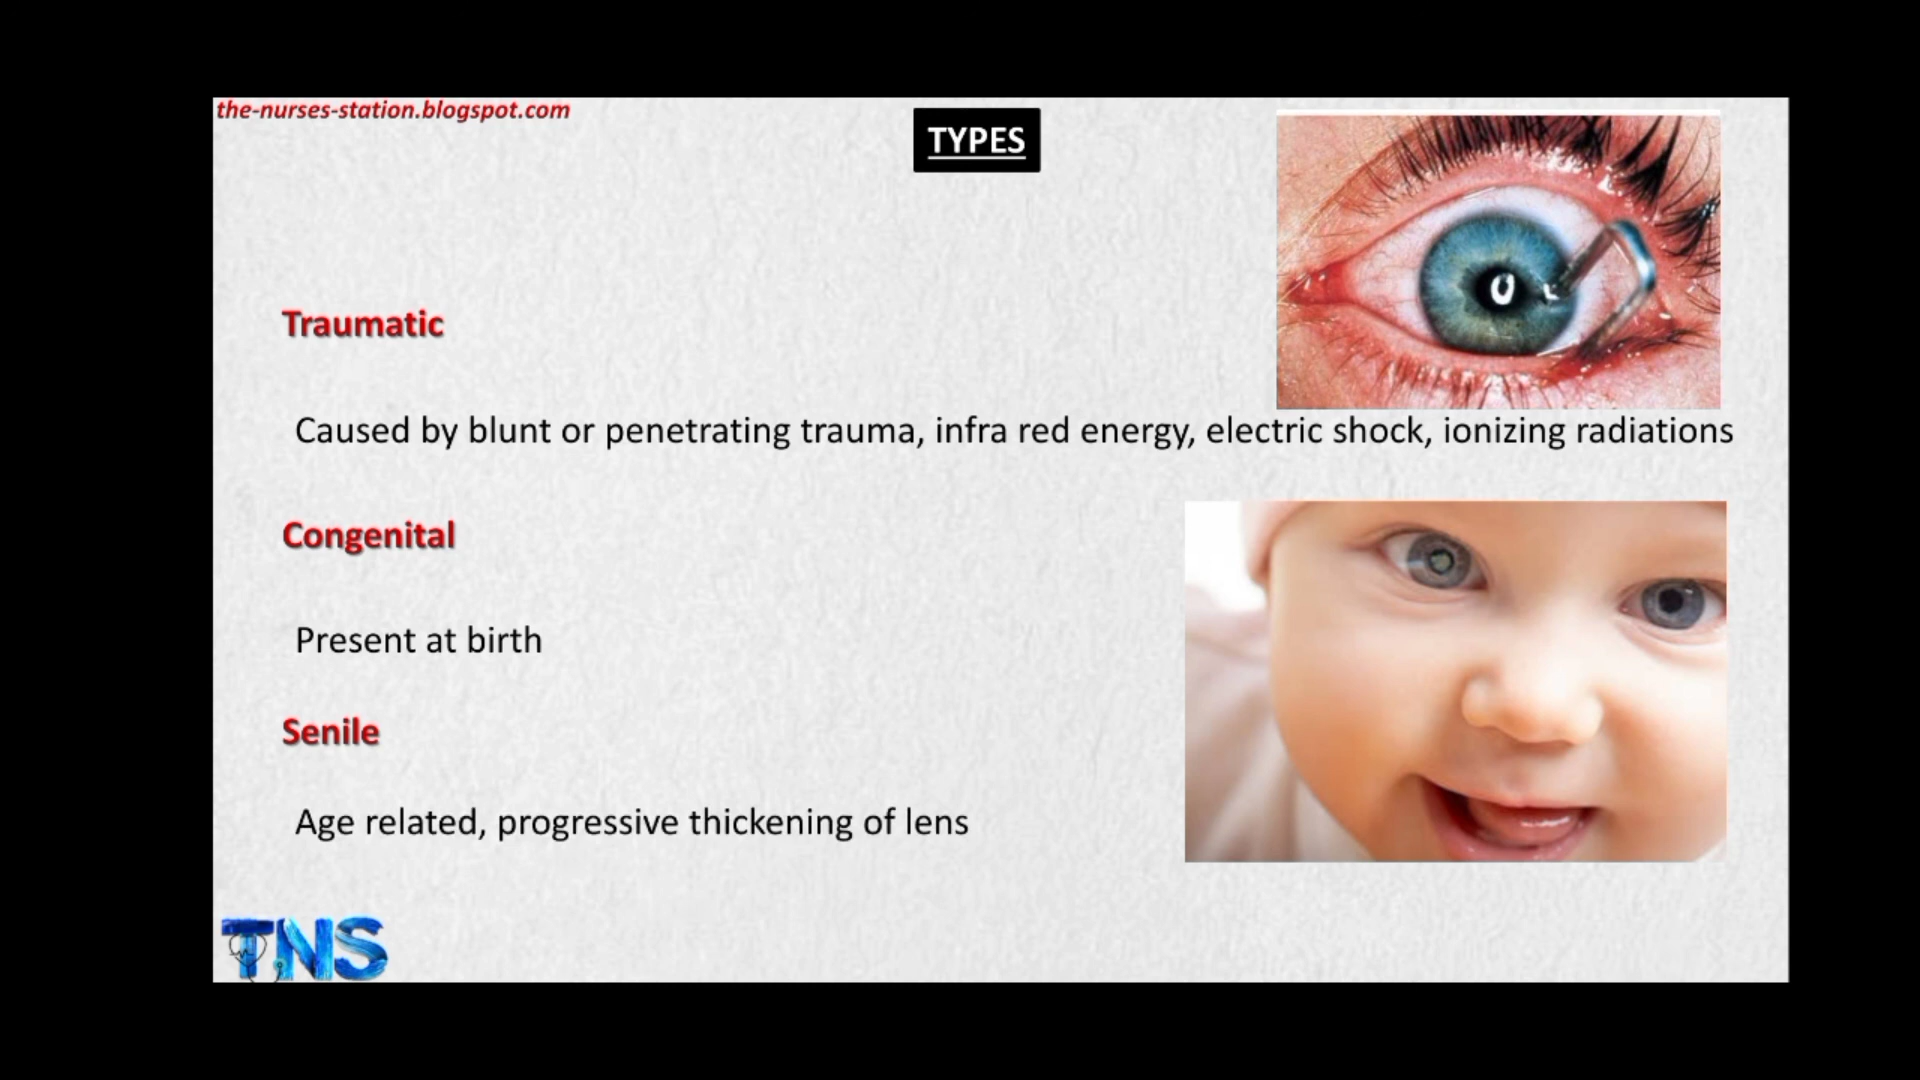 the-nurses-station.blogspot.com
TYPES
Traumatic
Caused by blunt or penetrating trauma, infra red energy, electric shock, ionizing radiations
Congenital
Present at birth
Senile
Age related, progressive thickening of lens
TNS